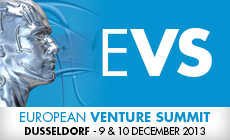 EVS
EUROPEAN VENTURE SUMMIT
DUSSELDORF - 9 & 10 DECEMBER 2013